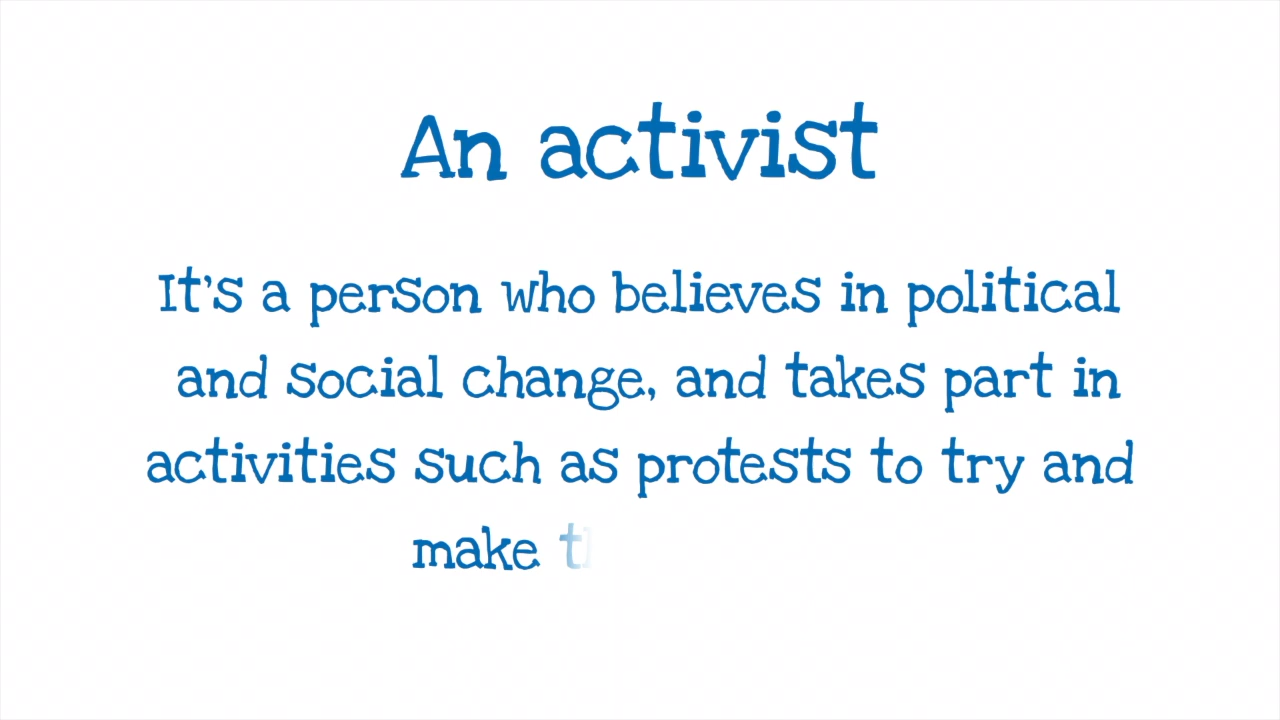 An activist
It's a person who believes in political
and social change, and takes part in
activities such as protests to try and
make